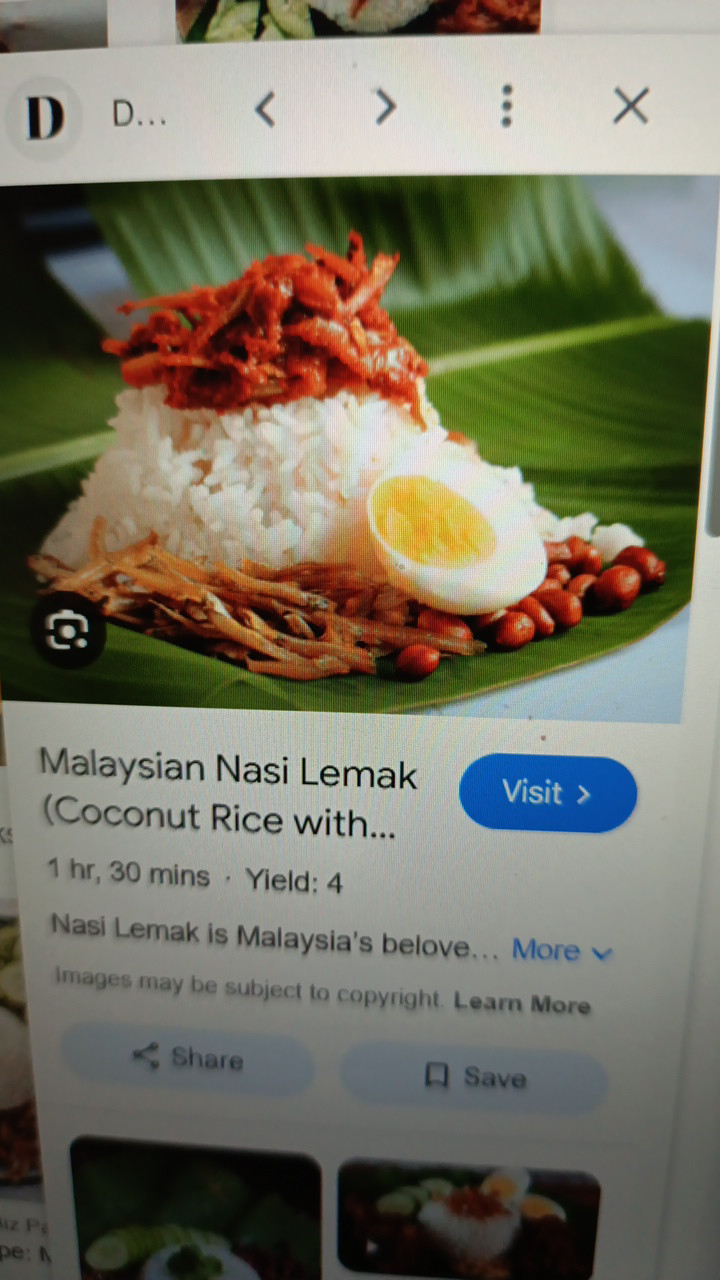 D D...
Malaysian Nasi Lemak
(Coconut Rice with...
Visit >
1 hr, 30 mins · Yield: 4
Nasi Lemak is Malaysia's belove... More
Images may be subject to copyright. Learn More
Share
Save